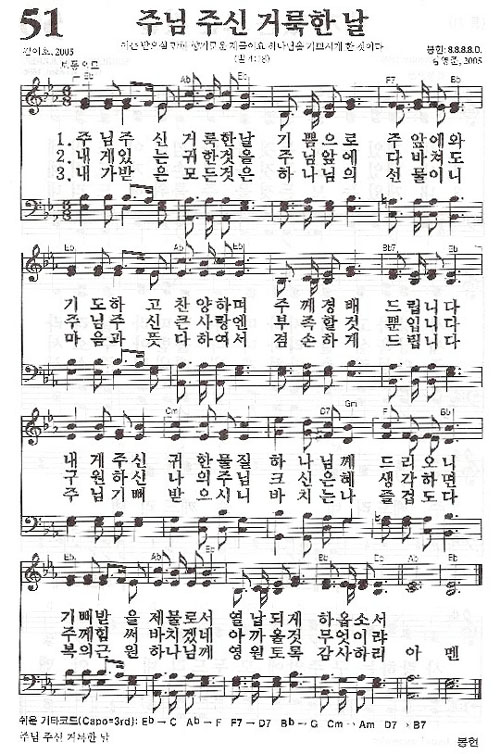 51
주님 주신 거룩한 날
봉헌: 8.8.8.8.D.
2005
2005
(빌 4:18)
보통으로
Eb Ab Eb F7 Bb
1. 주님주 신 거룩한날 기쁨으로 주앞에와
2. 내게있 는 귀한것을 주님앞에 다바쳐도
3. 내가받 은 모든것은 하나님의 선물이니
Eb Ab Eb Bb7 Eb
기도하 고 찬양하며 주께경배 드립니다
주님주 신 큰사랑엔 부족할것 뿐입니다
마음과 뜻 다하여서 겸손하게 드립니다
Cm Gm D7 F Bb
내게주신 귀한물질 하나님께 드리오니
구원하신 나의주님 크신은혜 생각하면
주님기뻐 받으시니 바치는나 즐겁도다
Eb Ab Eb Eb Cm Eb Ab Eb
기뻐받 을 제물로서 열납되게 하옵소서
주께힘 써 바치겠네 아까울것 무엇이랴
복의근 원 하나님께 영원토록 감사하리 아멘
쉬운 기타코드(Capo=3rd): Eb→C Ab→F F7→D7 Bb→G Cm→Am D7→B7
주님 주신 거룩한 날
봉헌